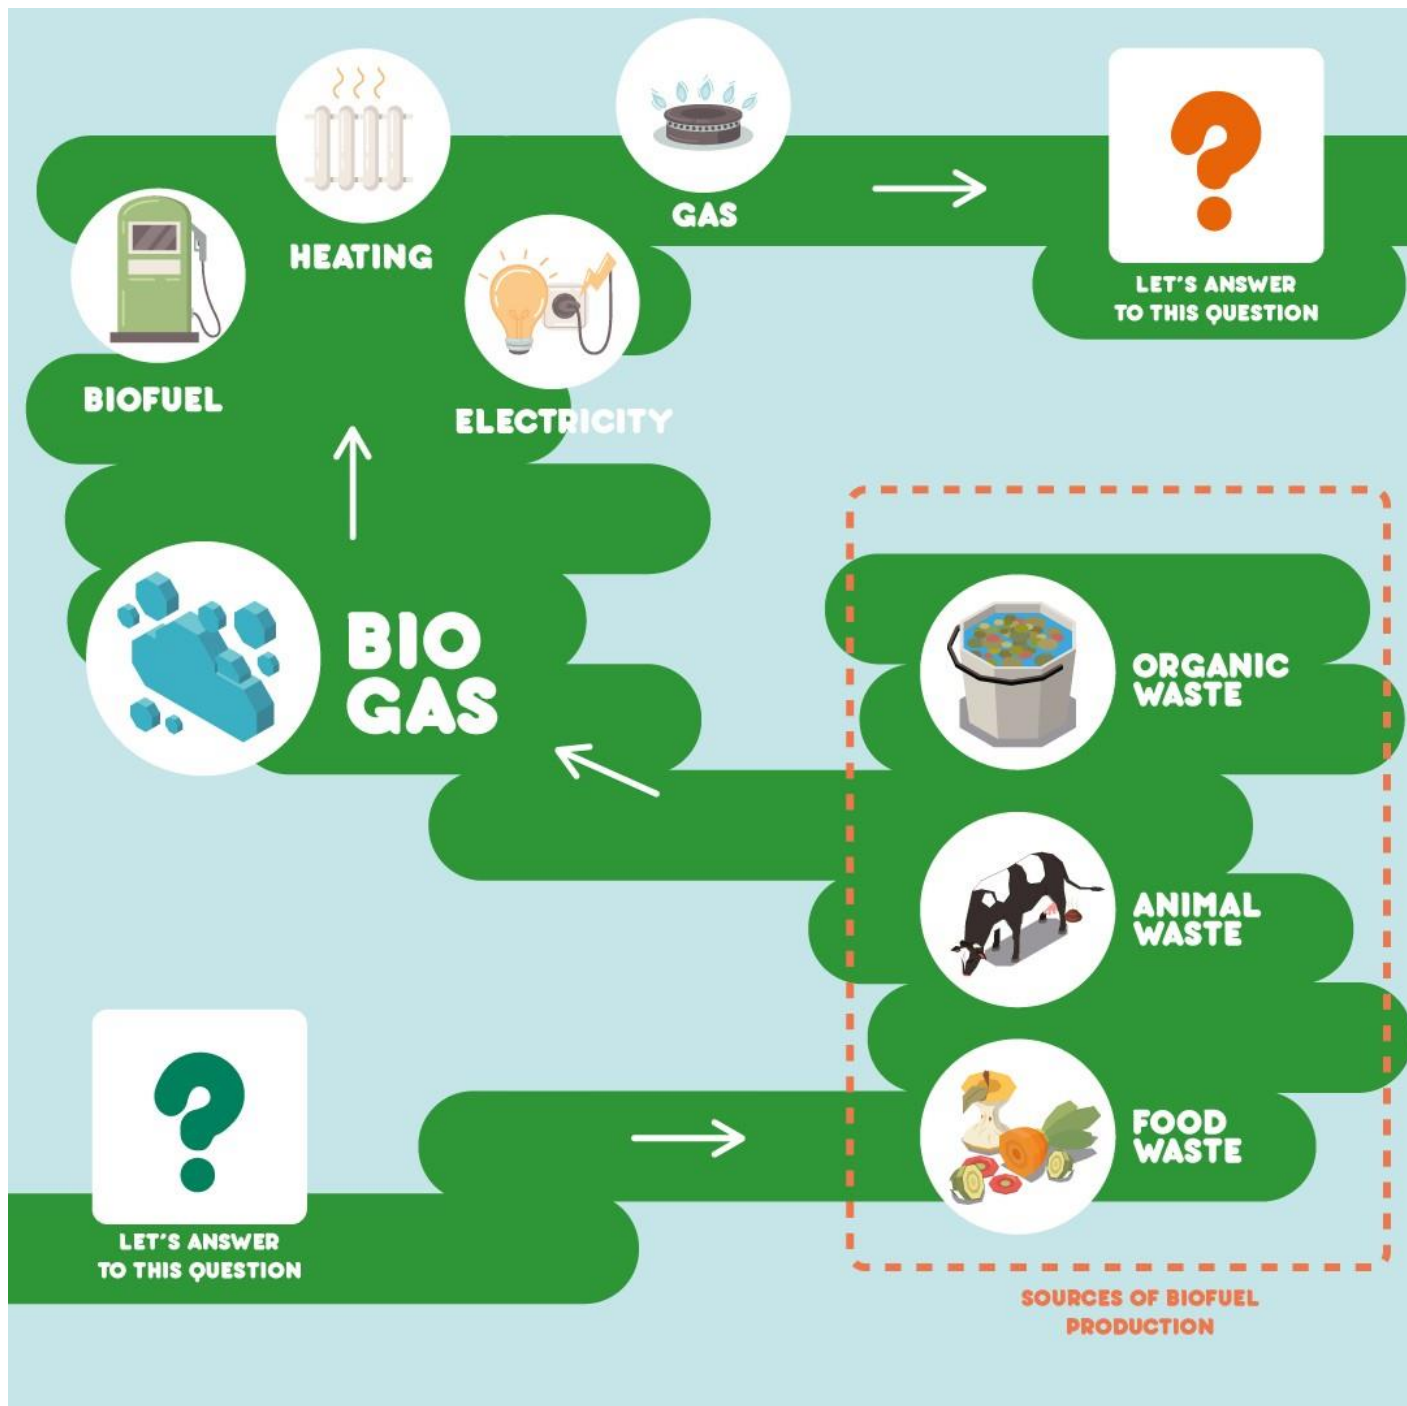 HEATING
GAS
BIOFUEL
ELECTRICITY
?
LET'S ANSWER
TO THIS QUESTION
BIO
GAS
ORGANIC
WASTE
ANIMAL
WASTE
FOOD
WASTE
?
LET'S ANSWER
TO THIS QUESTION
SOURCES OF BIOFUEL
PRODUCTION